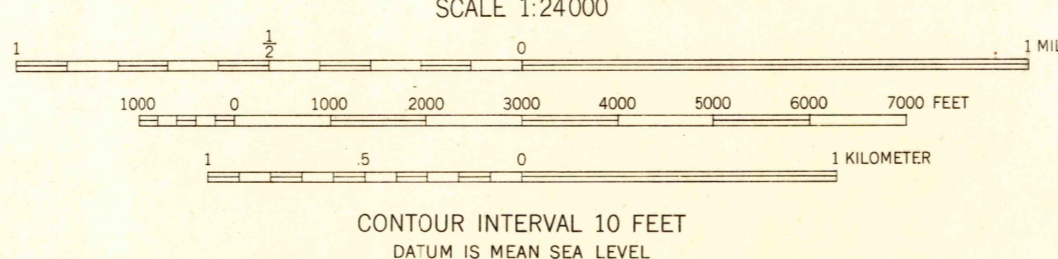 SCALE 1:24000
1 1/2 0 1
1000 0 1000 2000 3000 4000 5000 6000 7000 FEET
1 .5 0 1 KILOMETER
CONTOUR INTERVAL 10 FEET
DATUM IS MEAN SEA LEVEL